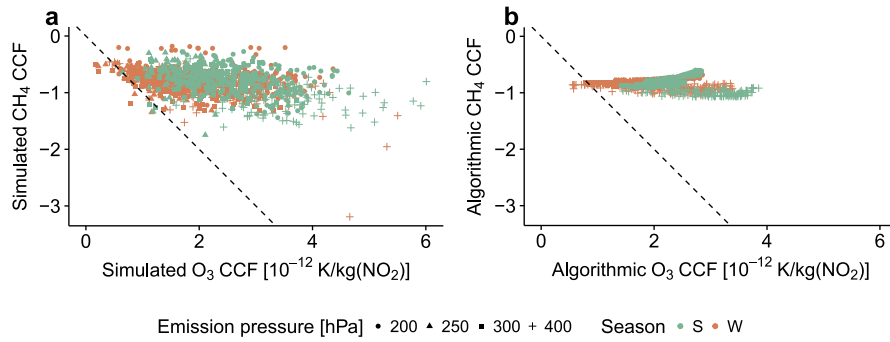 a
b
Simulated CH4 CCF
0
−1
−2
−3
0
2
4
6
Simulated O3 CCF [10−12 K/kg(NO2)]
Algorithmic CH4 CCF
0
−1
−2
−3
0
2
4
6
Algorithmic O3 CCF [10−12 K/kg(NO2)]
Emission pressure [hPa] 200 250 300 400 Season S W